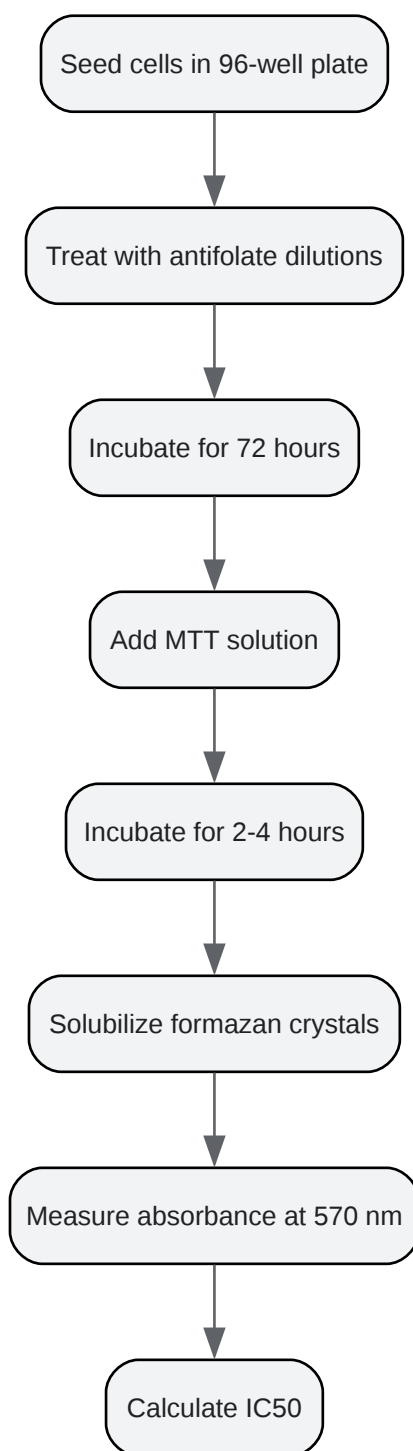 Seed cells in 96-well plate
Treat with antifolate dilutions
Incubate for 72 hours
Add MTT solution
Incubate for 2-4 hours
Solubilize formazan crystals
Measure absorbance at 570 nm
Calculate IC50